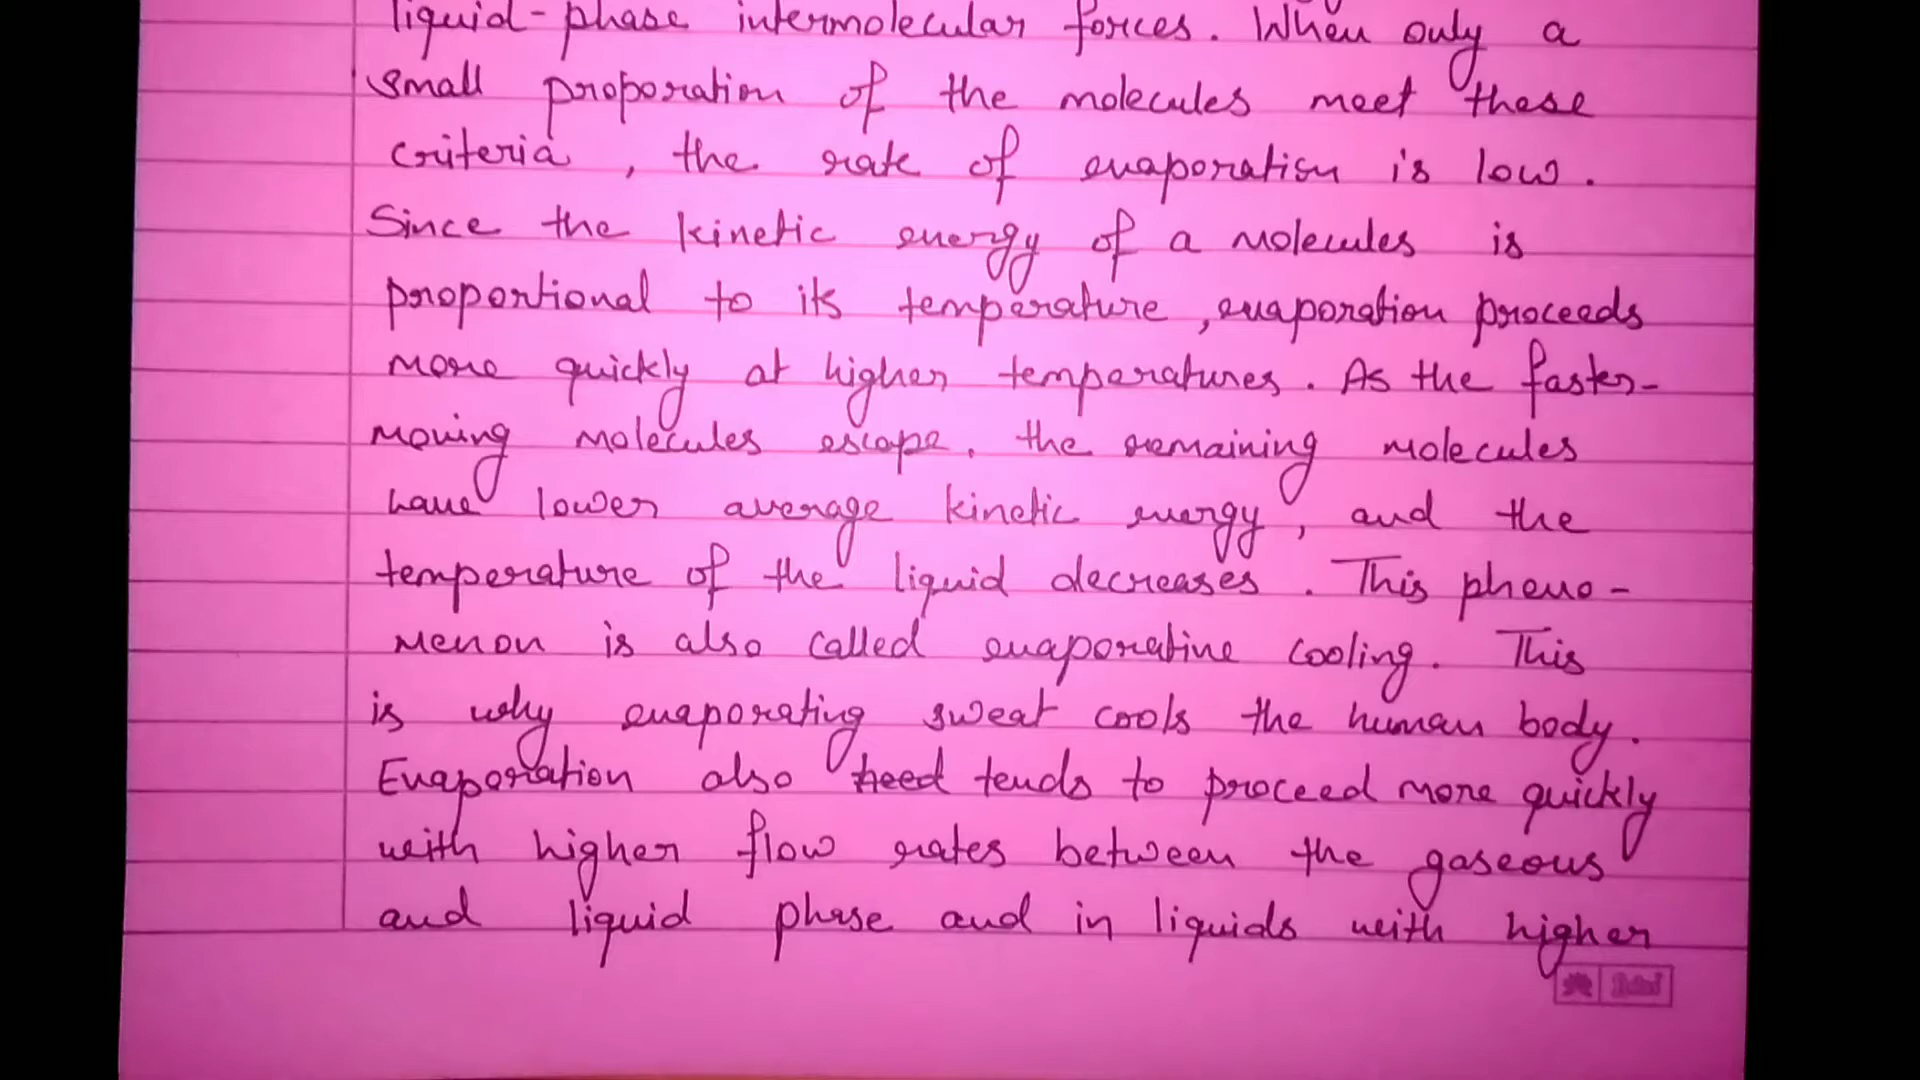 liquid-phase intermolecular forces. When only a
small proporation of the molecules meet these
criteria, the rate of evaporation is low.
Since the kinetic energy of a molecules is
proportional to its temperature, evaporation proceeds
more quickly at higher temperatures. As the faster-
moving molecules escape. the remaining molecules
have lower average kinetic energy, and the
temperature of the liquid decreases. This pheno-
menon is also called evaporative cooling. This
is why evaporating sweat cools the human body.
Evaporation also tends to proceed more quickly
with higher flow rates between the gaseous
and liquid phase and in liquids with higher